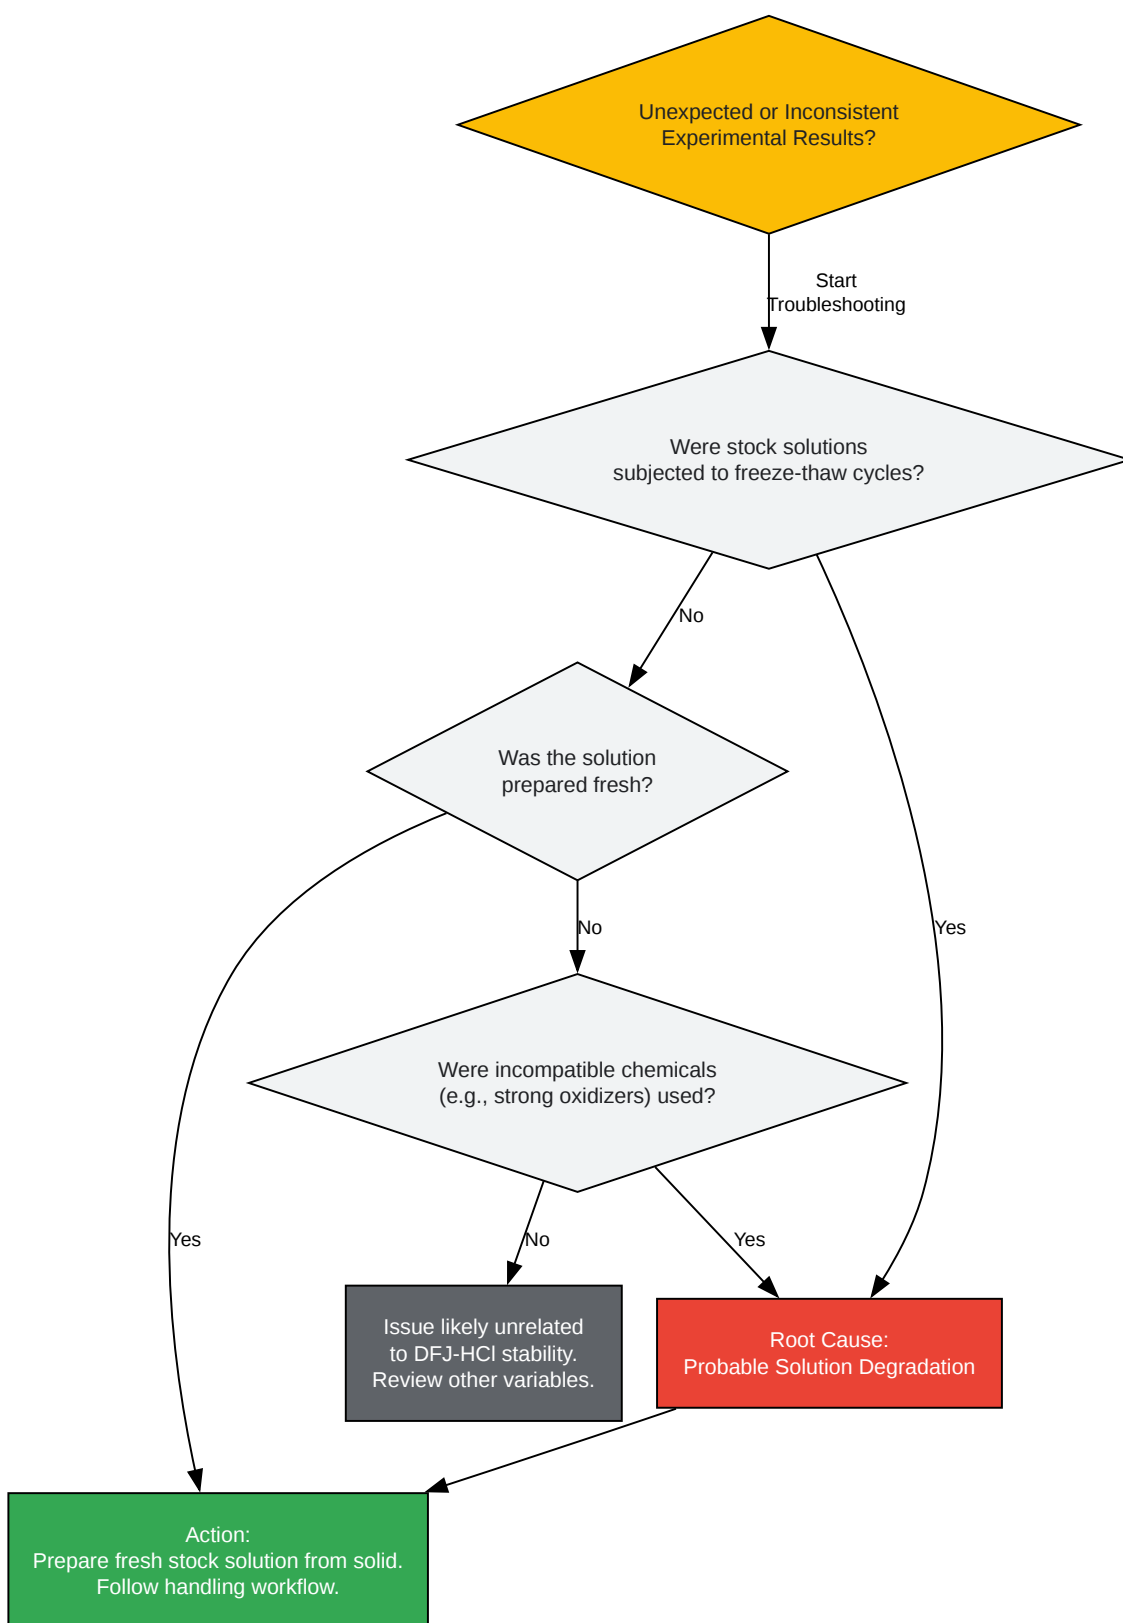 Unexpected or Inconsistent
Experimental Results?
Start
Troubleshooting
Were stock solutions
subjected to freeze-thaw cycles?
No
Was the solution
prepared fresh?
No
Yes
Were incompatible chemicals
(e.g., strong oxidizers) used?
Yes
No
Yes
Issue likely unrelated
to DFJ-HCl stability.
Review other variables.
Root Cause:
Probable Solution Degradation
Action:
Prepare fresh stock solution from solid.
Follow handling workflow.